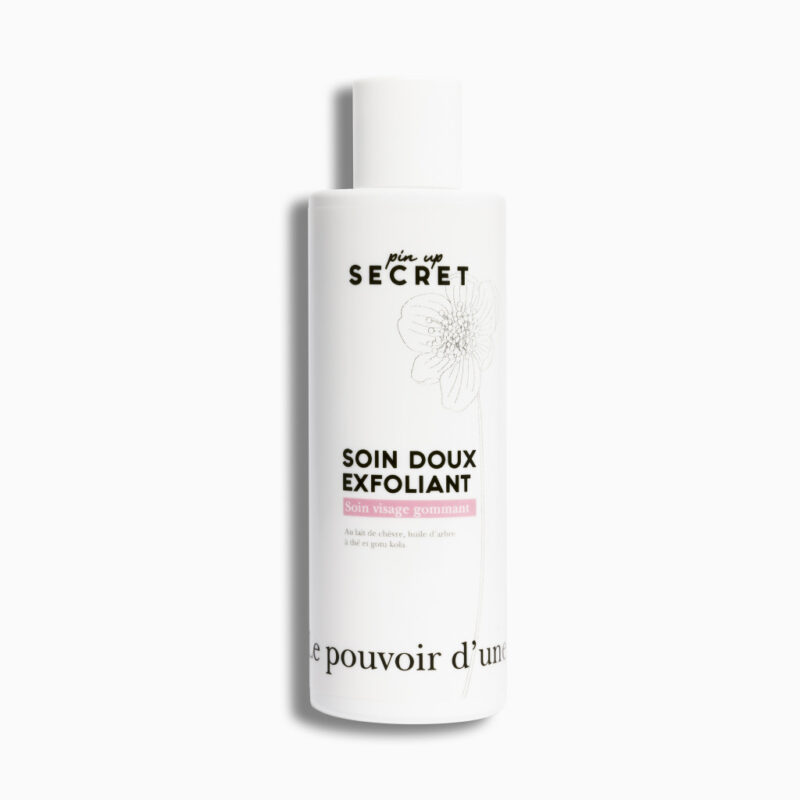 pin up
SECRET
SOIN DOUX
EXFOLIANT
Soin visage gommant
Au lait de chèvre, huile d'arbre
à thé et gotu kola.
Le pouvoir d'une